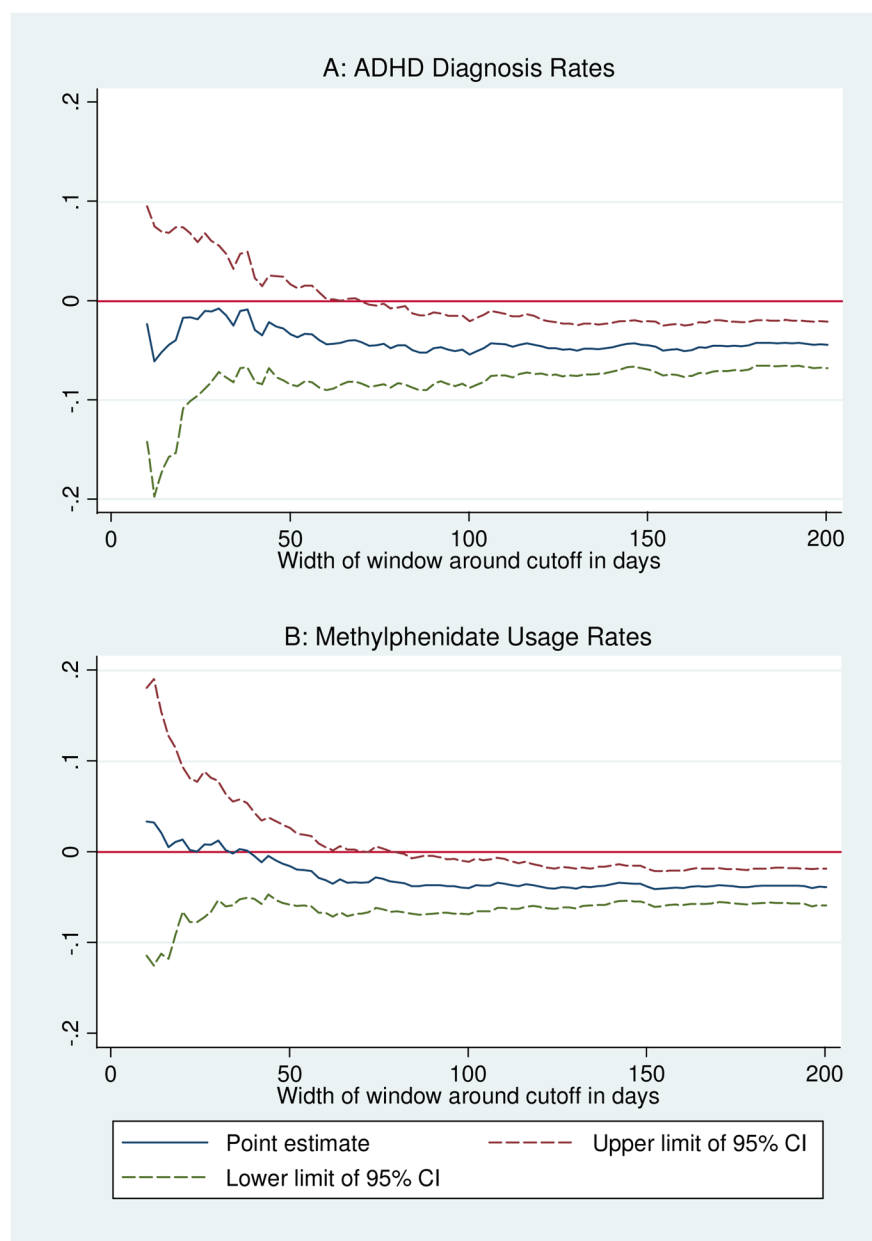 A: ADHD Diagnosis Rates
.2
.1
0
-.1
-.2
0 50 100 150 200
Width of window around cutoff in days
B: Methylphenidate Usage Rates
.2
.1
0
-.1
-.2
0 50 100 150 200
Width of window around cutoff in days
Point estimate Upper limit of 95% CI
Lower limit of 95% CI